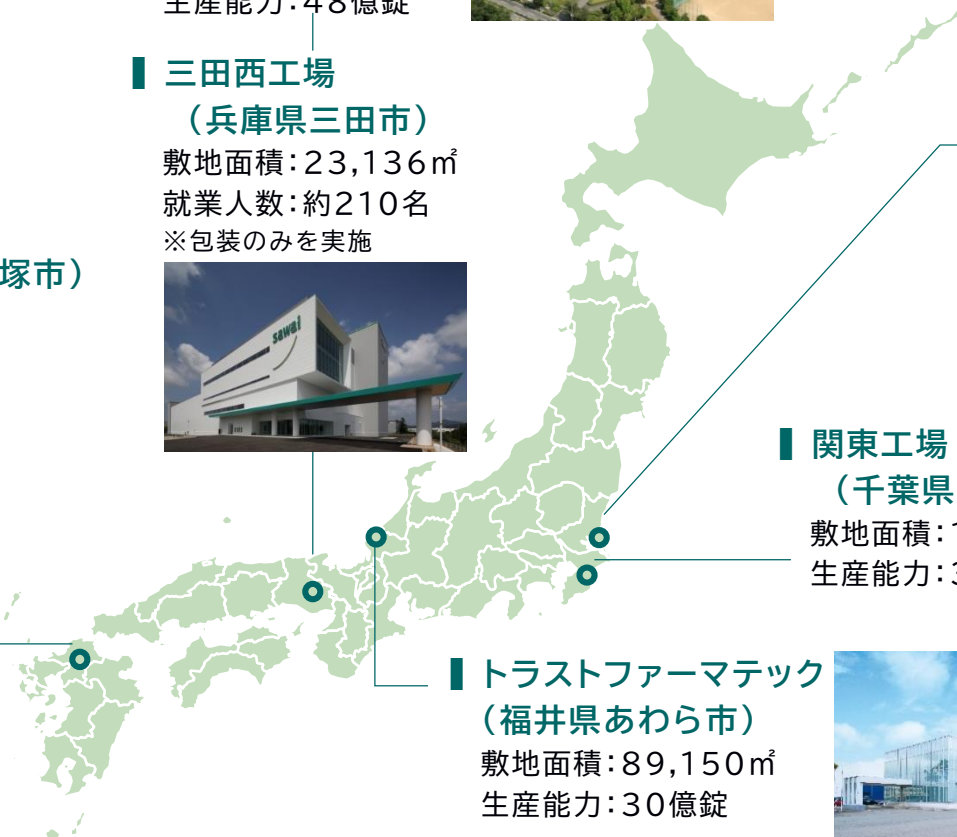 生産能力：48億錠
三田西工場
（兵庫県三田市）
敷地面積：23,136㎡
就業人数：約210名
※包装のみを実施
塚市）
sawai
関東工場
（千葉県
敷地面積：
生産能力：3
トラストファーマテック
（福井県あわら市）
敷地面積：89,150㎡
生産能力：30億錠